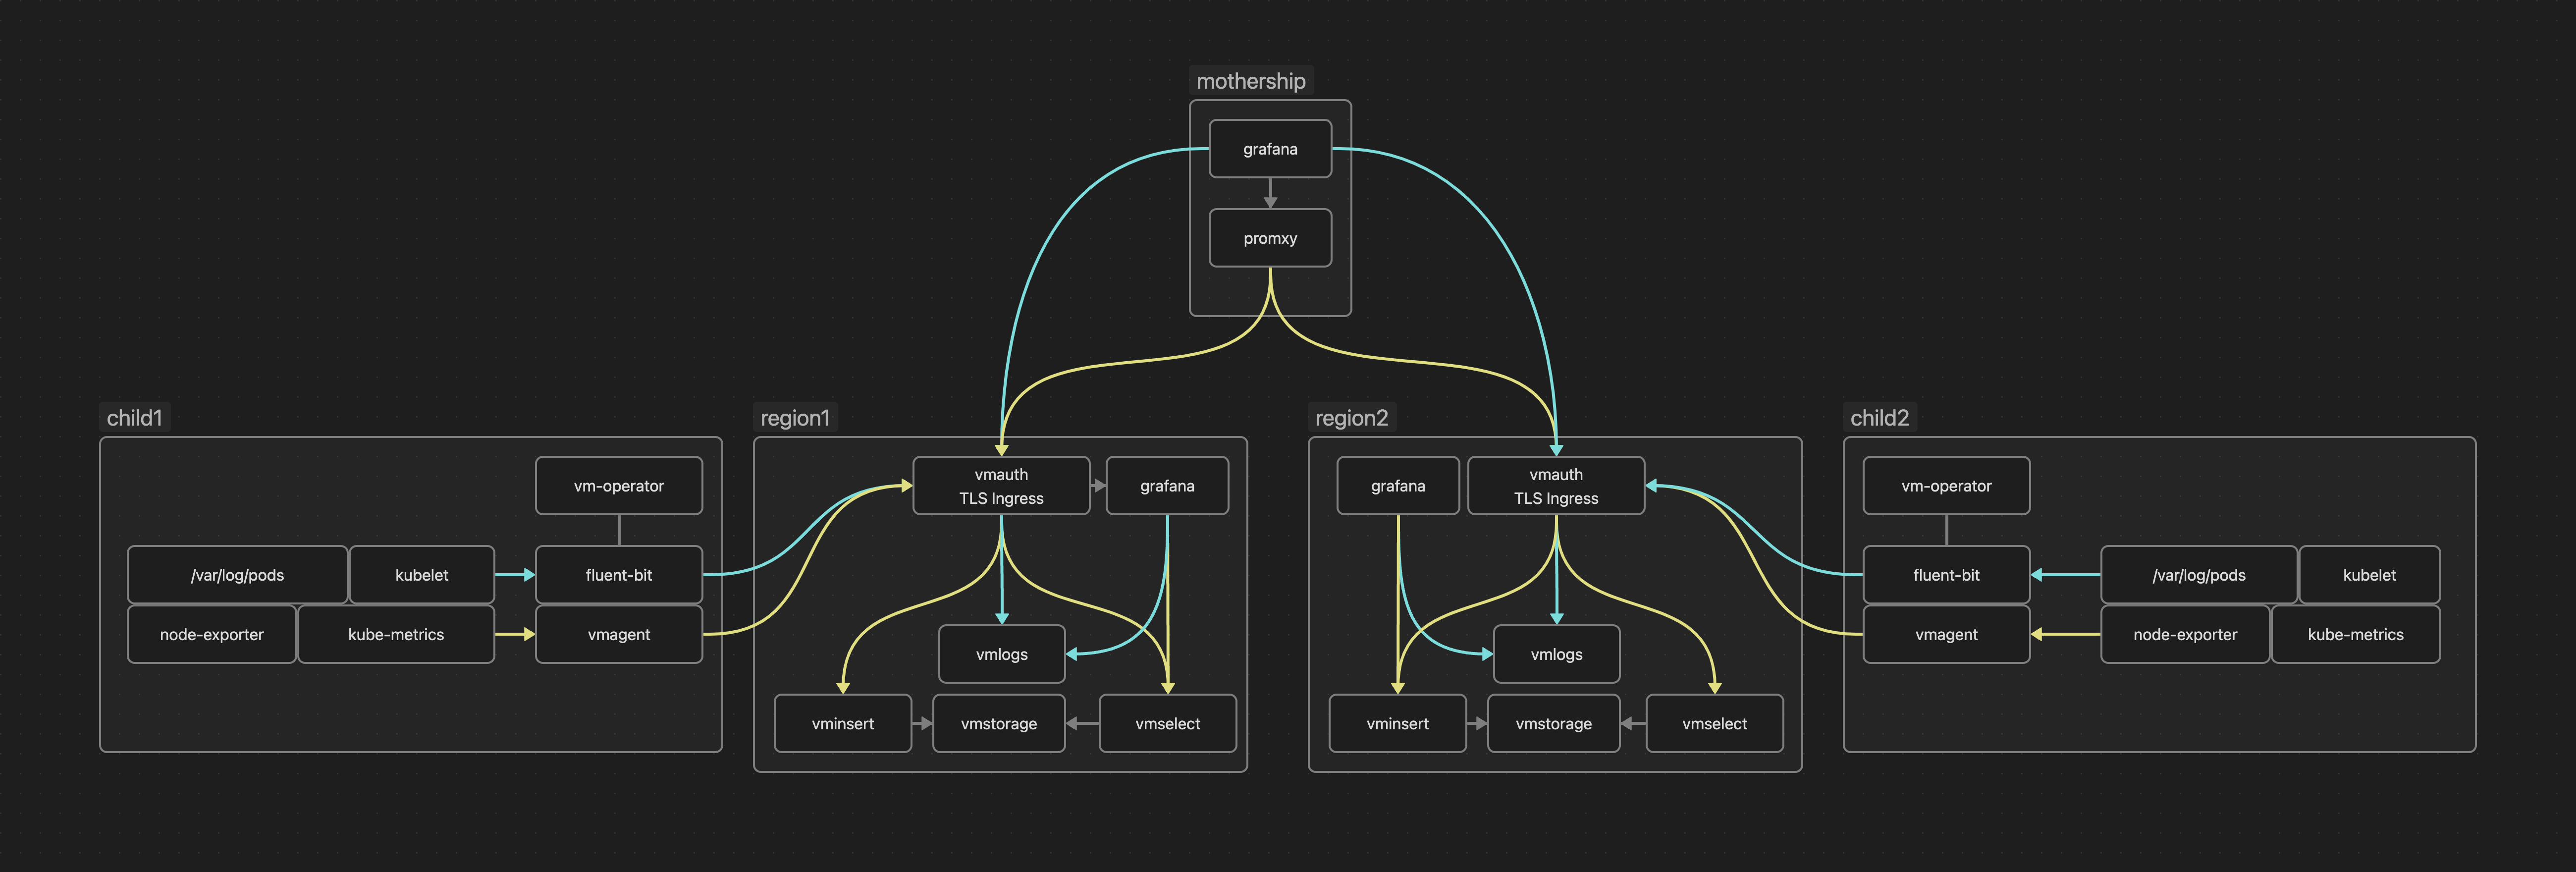 mothership
grafana
promxy
child1
vm-operator
/var/log/pods
kubelet
fluent-bit
node-exporter
kube-metrics
vmagent
region1
vmauth
TLS Ingress
grafana
vmlogs
vminsert
vmstorage
vmselect
region2
grafana
vmauth
TLS Ingress
vmlogs
vminsert
vmstorage
vmselect
child2
vm-operator
fluent-bit
/var/log/pods
kubelet
vmagent
node-exporter
kube-metrics